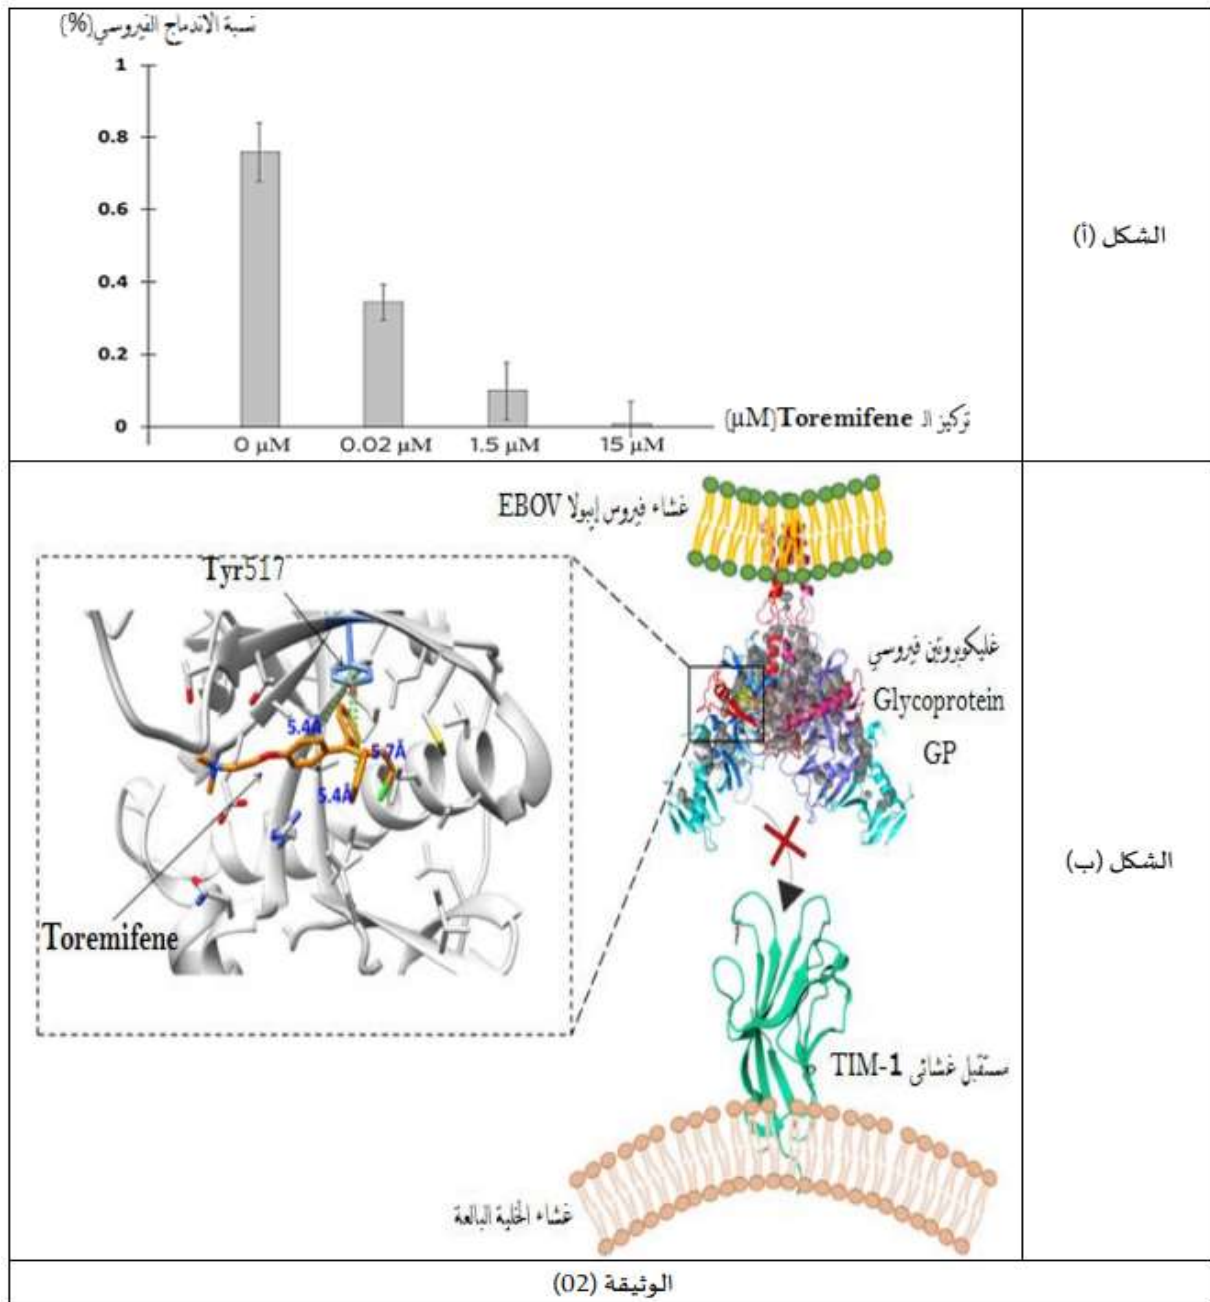 نسبة الاندماج الفيروسي(%)
1
0.8
0.6
0.4
0.2
0
0 µM
0.02 µM
1.5 µM
15 µM
تركيز الـ Toremifene(µM)
الشكل (أ)
غشاء فيروس إيبولا EBOV
Tyr517
5.4Å
5.7Å
5.4Å
Toremifene
غليكوبروتين فيروسي
Glycoprotein
GP
مستقبل غشائي TIM-1
غشاء الخلية البالعة
الشكل (ب)
الوثيقة (02)